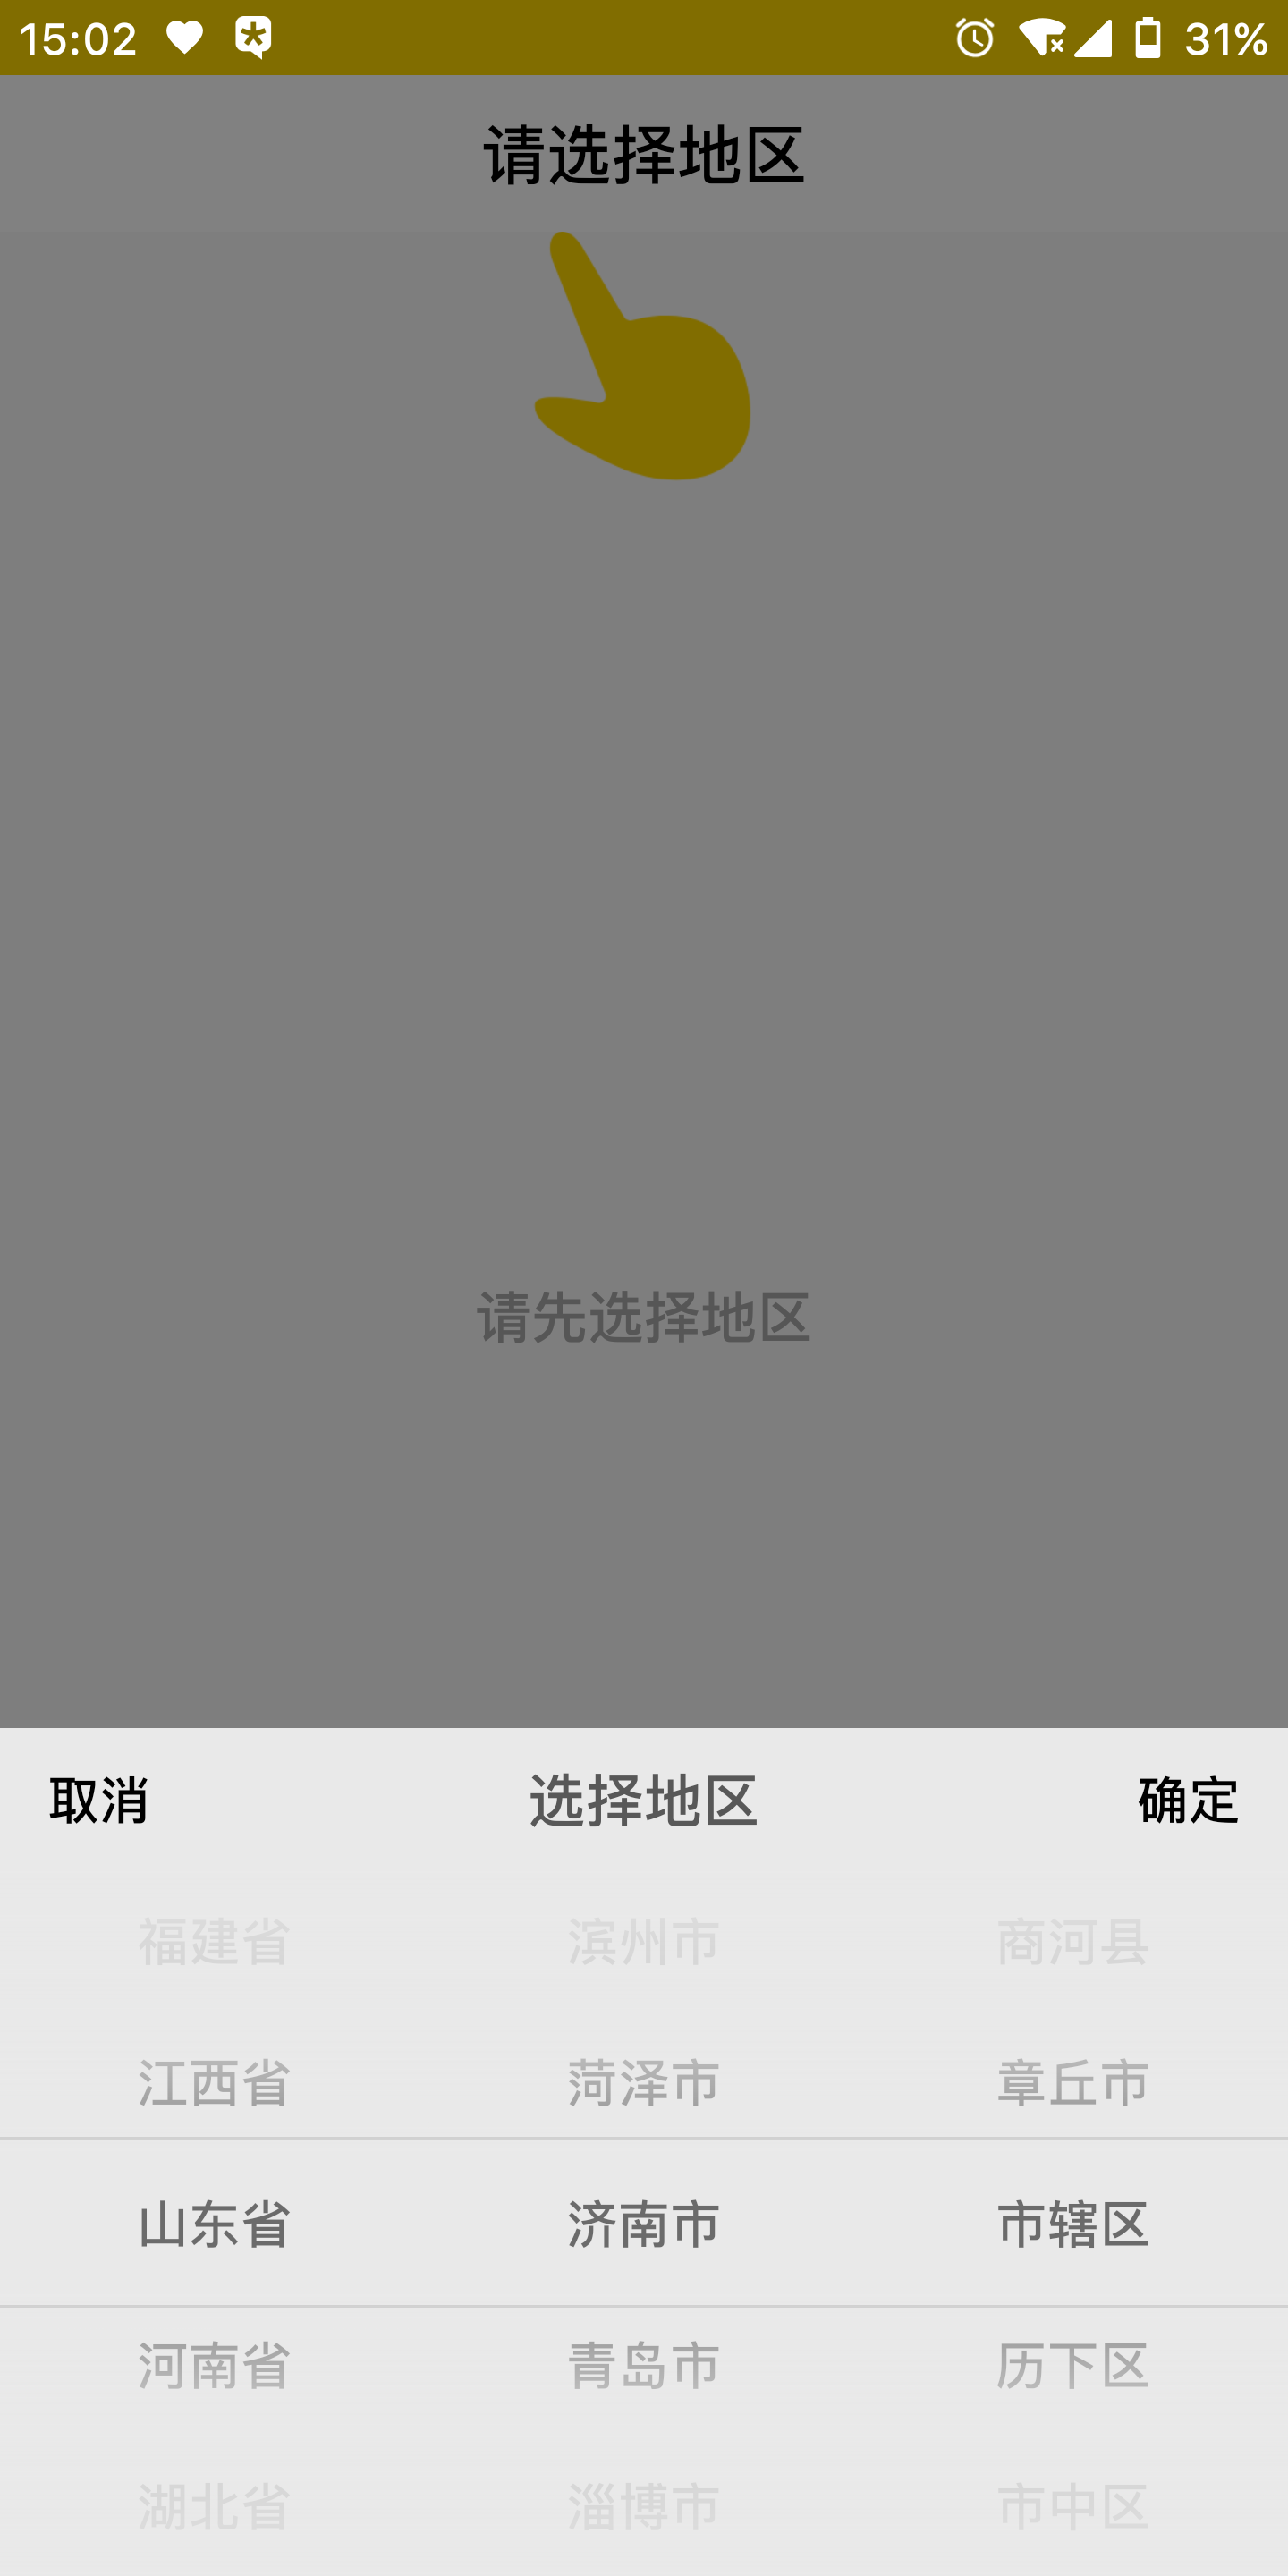 15:02 31%
请选择地区
请先选择地区
取消 选择地区 确定
福建省 滨州市 商河县
江西省 菏泽市 章丘市
山东省 济南市 市辖区
河南省 青岛市 历下区
湖北省 淄博市 市中区